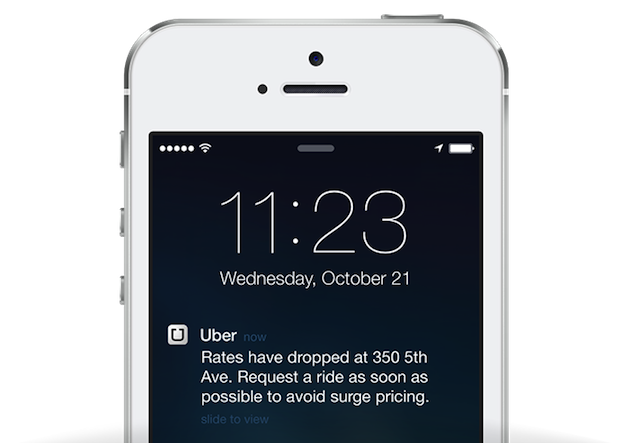 11:23
Wednesday, October 21
Uber now
Rates have dropped at 350 5th
Ave. Request a ride as soon as
possible to avoid surge pricing.
slide to view